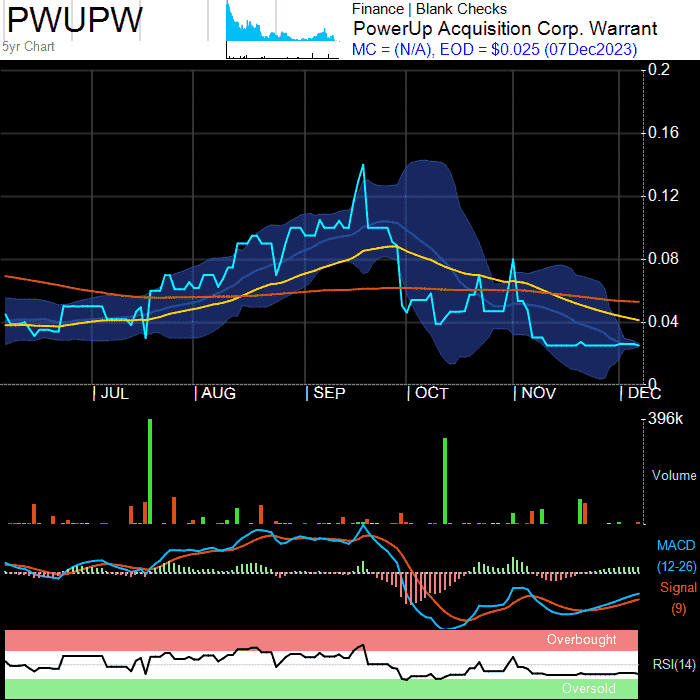 PWUPW
5yr Chart
Finance | Blank Checks
PowerUp Acquisition Corp. Warrant
MC = (N/A), EOD = $0.025 (07Dec2023)
0.2
0.16
0.12
0.08
0.04
0
| JUL | AUG | SEP | OCT | NOV | DEC
396k
Volume
MACD
(12-26)
Signal
(9)
Overbought
RSI(14)
Oversold